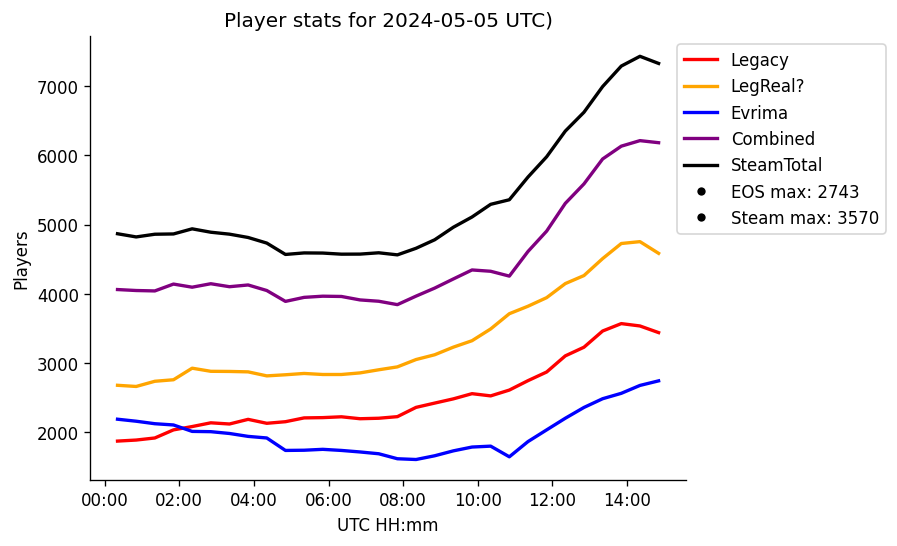 Player stats for 2024-05-05 UTC)
Players
7000
6000
5000
4000
3000
2000
00:00 02:00 04:00 06:00 08:00 10:00 12:00 14:00
UTC HH:mm
Legacy
LegReal?
Evrima
Combined
SteamTotal
EOS max: 2743
Steam max: 3570